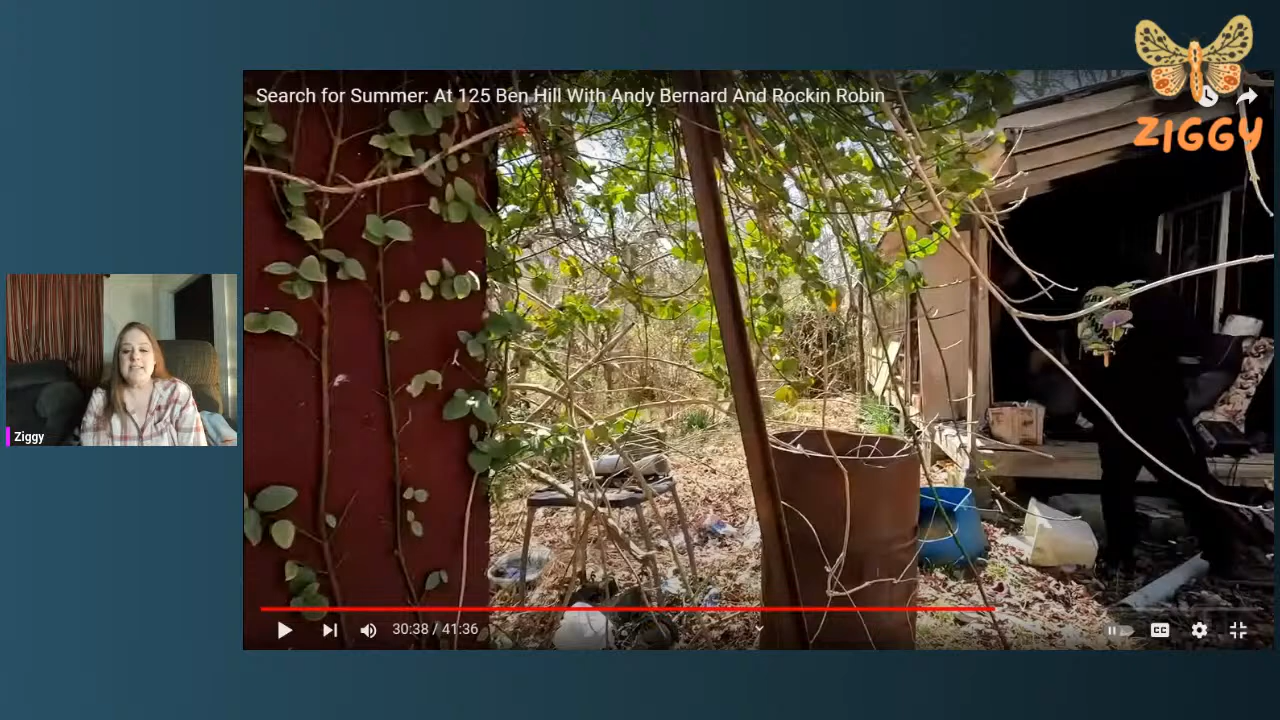 Search for Summer: At 125 Ben Hill With Andy Bernard And Rockin Robin
ZIGGY
Ziggy
30:38 / 41:36
CC